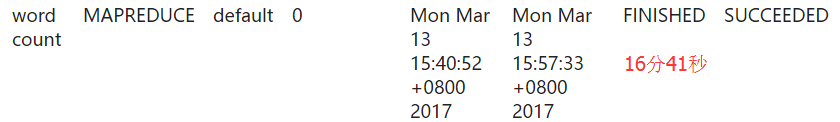 word count MAPREDUCE default 0 Mon Mar 13 15:40:52 +0800 2017 Mon Mar 13 15:57:33 +0800 2017 FINISHED SUCCEEDED
16分41秒